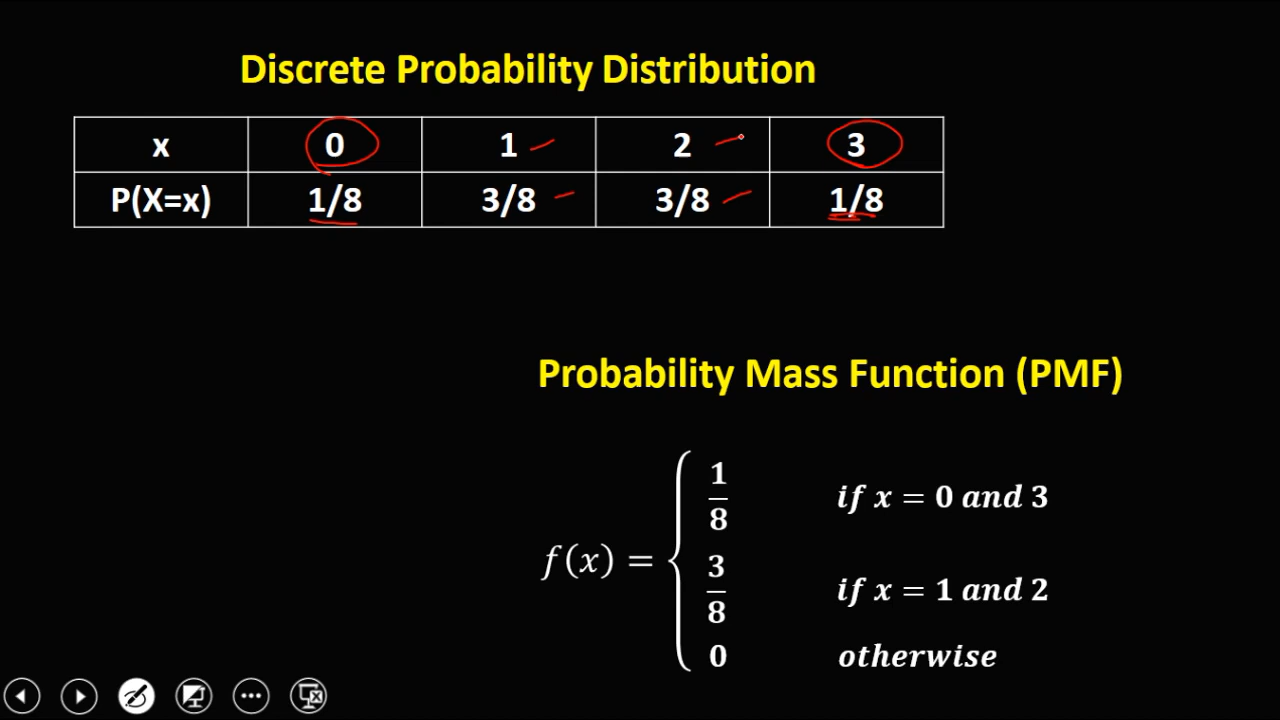 Discrete Probability Distribution
x 0 1 2 3
P(X=x) 1/8 3/8 3/8 1/8
Probability Mass Function (PMF)
f(x) = { 1/8 if x = 0 and 3
3/8 if x = 1 and 2
0 otherwise